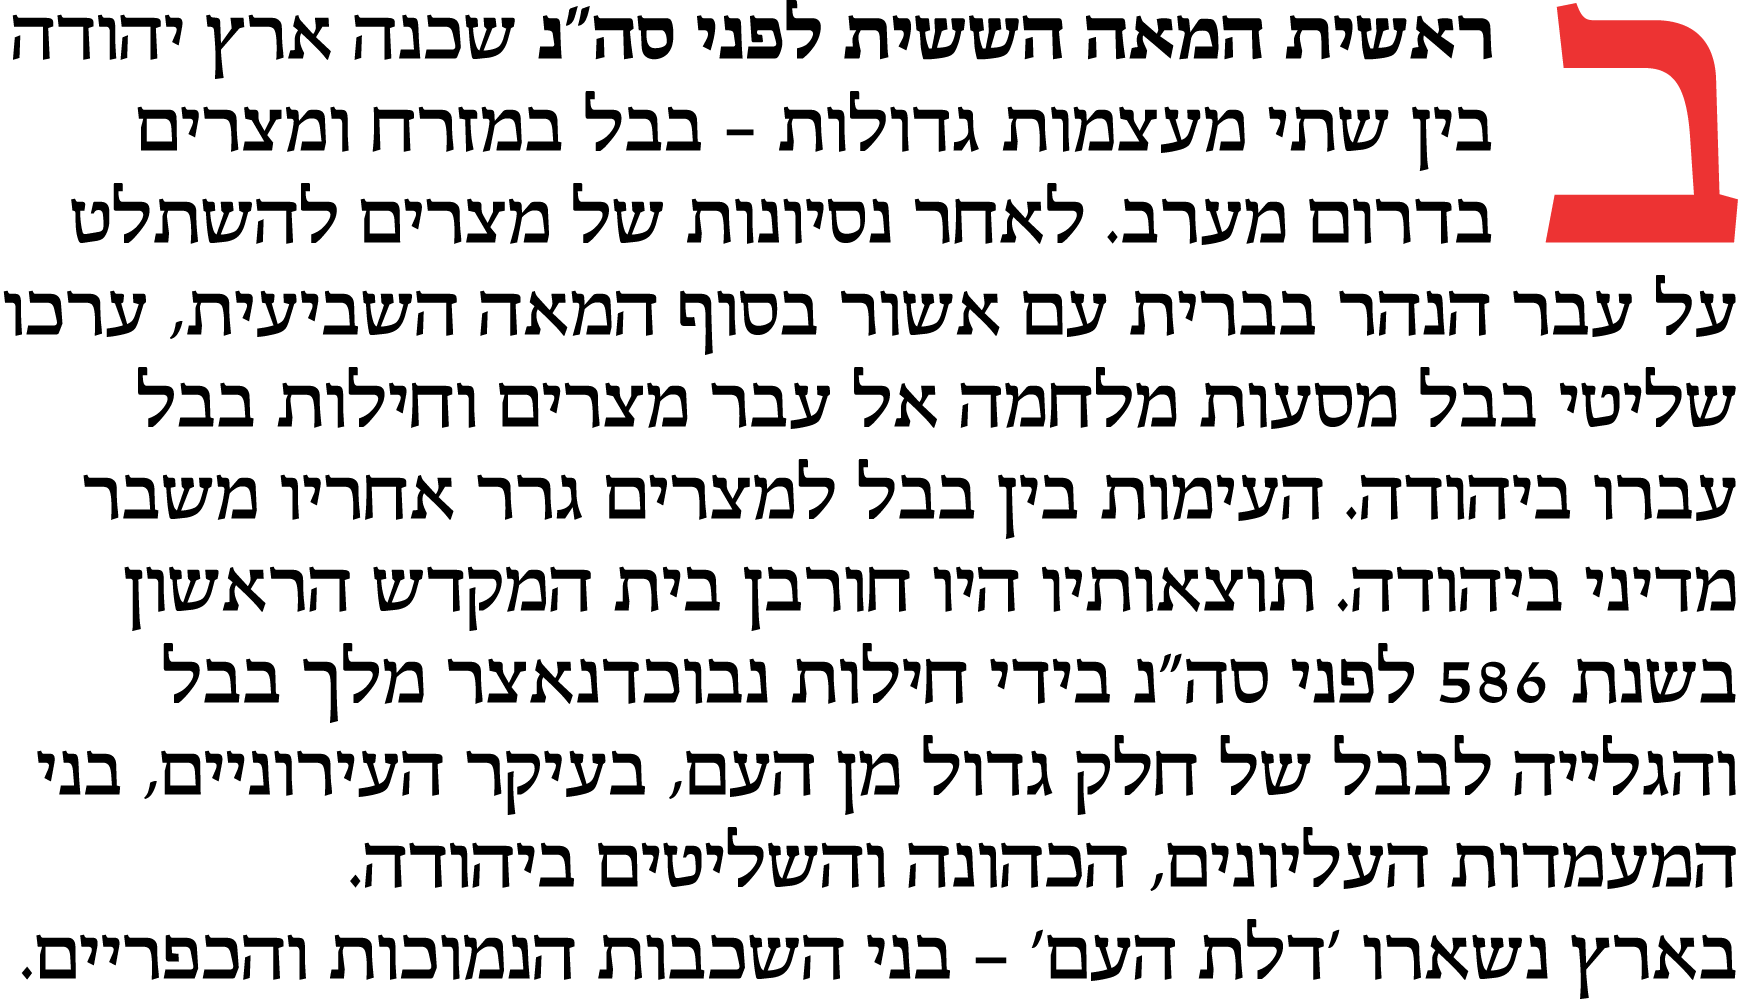 בראשית המאה הששית לפני סה"נ שכנה ארץ יהודה
בין שתי מעצמות גדולות – בבל במזרח ומצרים
בדרום מערב. לאחר נסיונות של מצרים להשתלט
על עבר הנהר בברית עם אשור בסוף המאה השביעית, ערכו
שליטי בבל מסעות מלחמה אל עבר מצרים וחילות בבל
עברו ביהודה. העימות בין בבל למצרים גרר אחריו משבר
מדיני ביהודה. תוצאותיו היו חורבן בית המקדש הראשון
בשנת 586 לפני סה"נ בידי חילות נבוכדנאצר מלך בבל
והגלייה לבבל של חלק גדול מן העם, בעיקר העירוניים, בני
המעמדות העליונים, הכהונה והשליטים ביהודה.
בארץ נשארו 'דלת העם' – בני השכבות הנמוכות והכפריים.